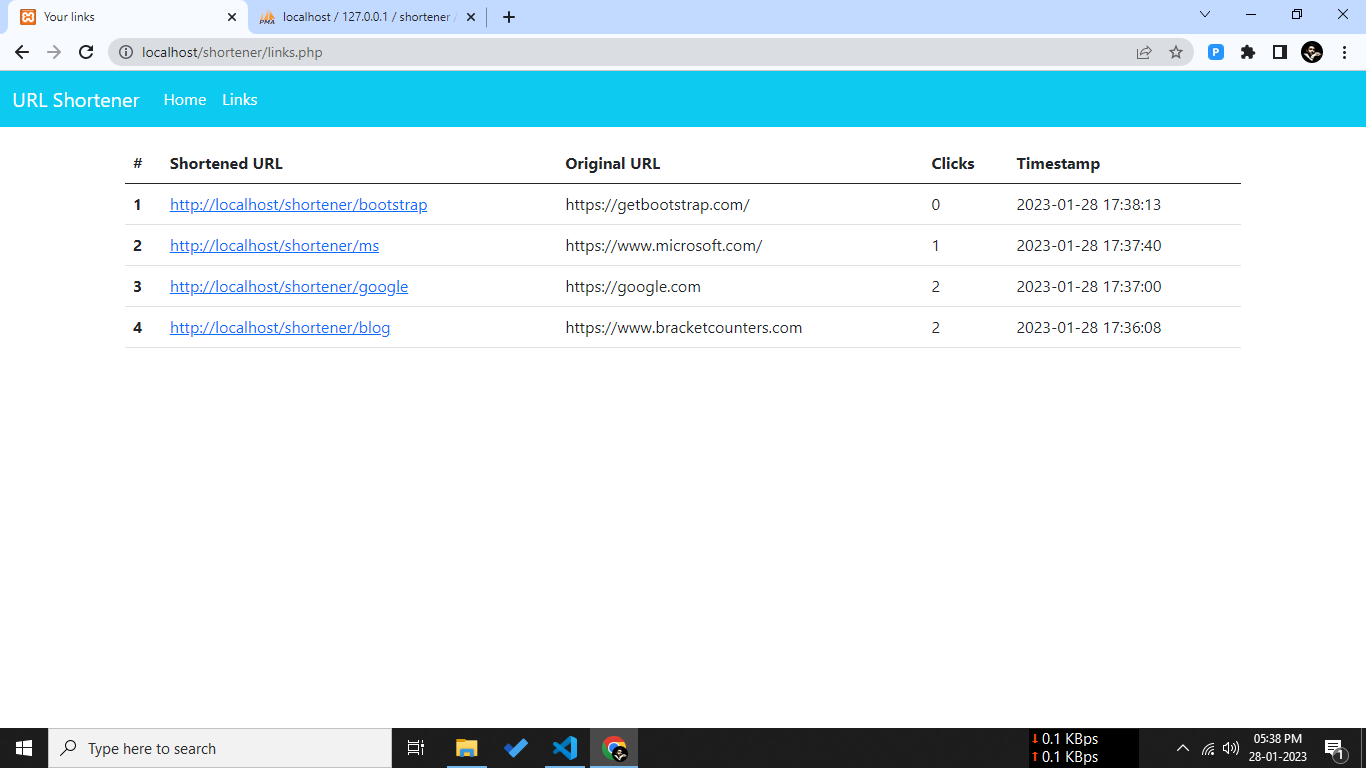 Your links
localhost / 127.0.0.1 / shortener /
localhost/shortener/links.php
P
URL Shortener Home Links
# Shortened URL Original URL Clicks Timestamp
1 http://localhost/shortener/bootstrap https://getbootstrap.com/ 0 2023-01-28 17:38:13
2 http://localhost/shortener/ms https://www.microsoft.com/ 1 2023-01-28 17:37:40
3 http://localhost/shortener/google https://google.com 2 2023-01-28 17:37:00
4 http://localhost/shortener/blog https://www.bracketcounters.com 2 2023-01-28 17:36:08
Type here to search
↓ 0.1 KBps
↑ 0.1 KBps
05:38 PM
28-01-2023
1